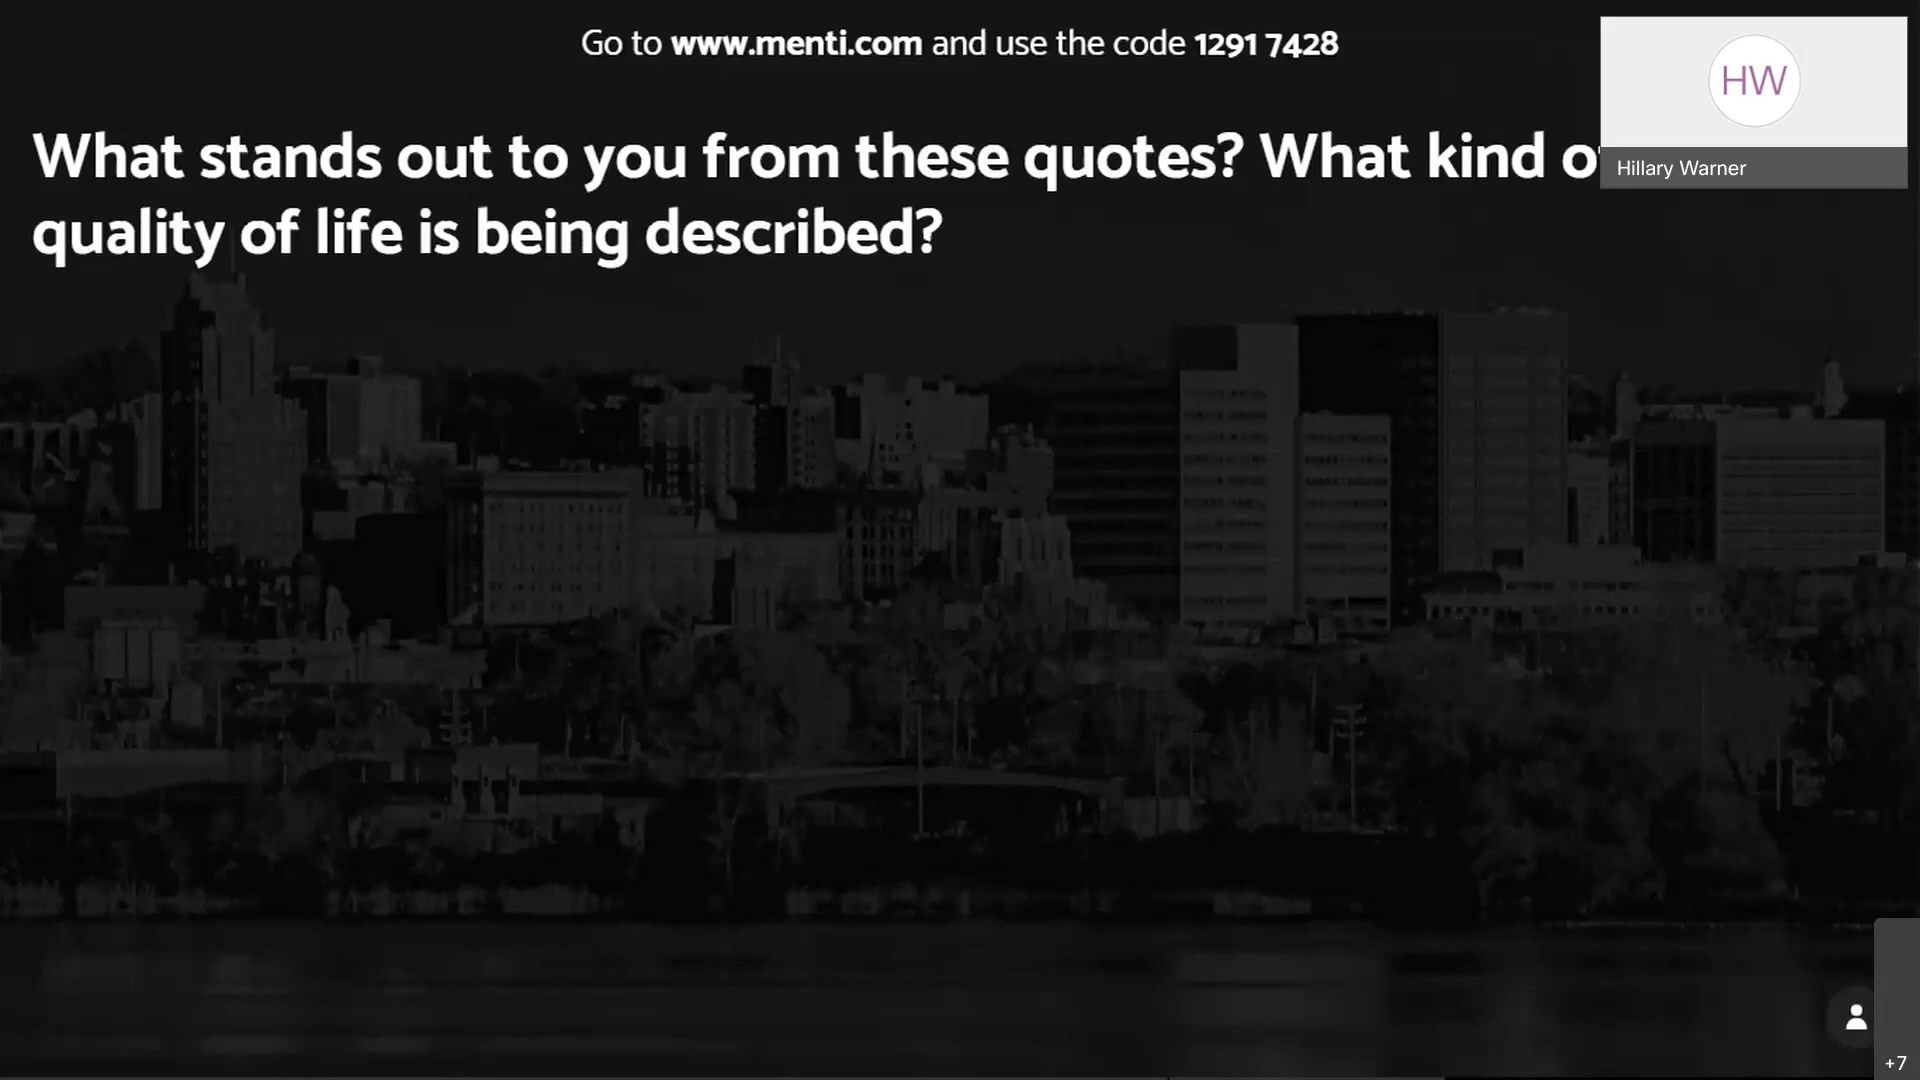 Go to www.menti.com and use the code 1291 7428
HW
What stands out to you from these quotes? What kind
Hillary Warner
quality of life is being described?
+7